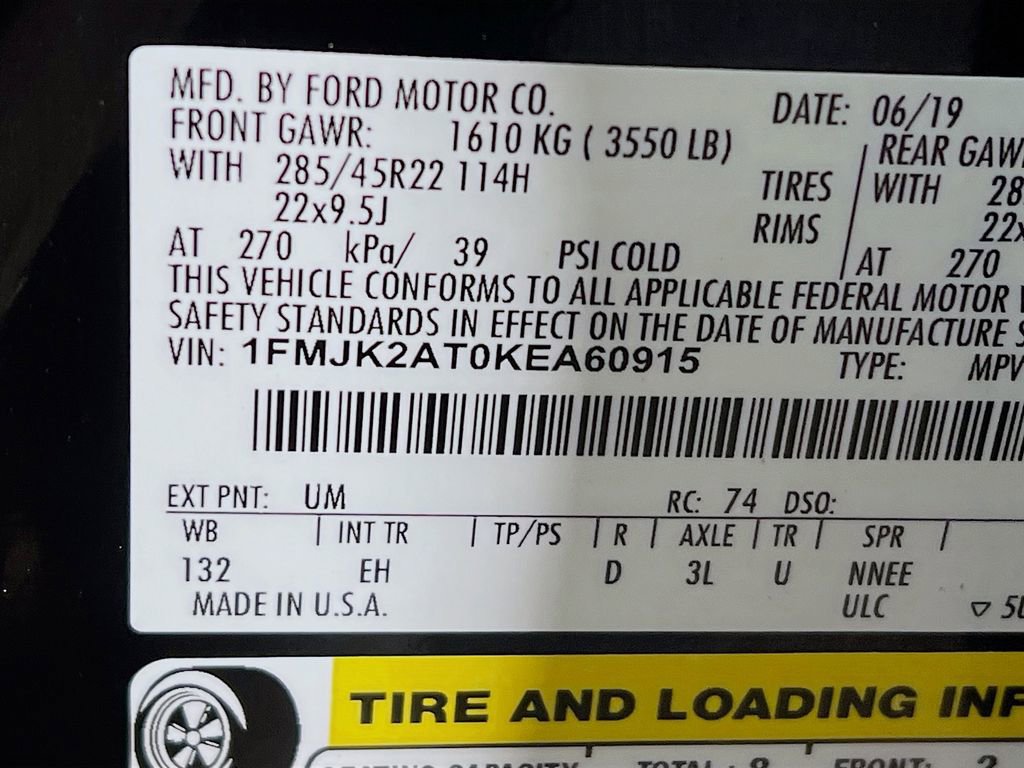 MFD. BY FORD MOTOR CO. DATE: 06/19
FRONT GAWR: 1610 KG ( 3550 LB) REAR GAW
WITH 285/45R22 114H TIRES WITH 28
22x9.5J RIMS 22x
AT 270 kPa/ 39 PSI COLD AT 270
THIS VEHICLE CONFORMS TO ALL APPLICABLE FEDERAL MOTOR V
SAFETY STANDARDS IN EFFECT ON THE DATE OF MANUFACTURE S
VIN: 1FMJK2AT0KEA60915 TYPE: MPV
EXT PNT: UM RC: 74 DSO:
WB | INT TR | TP/PS | R | AXLE | TR | SPR |
132 EH D 3L U NNEE
MADE IN U.S.A. ULC ▽ 5U
TIRE AND LOADING INF